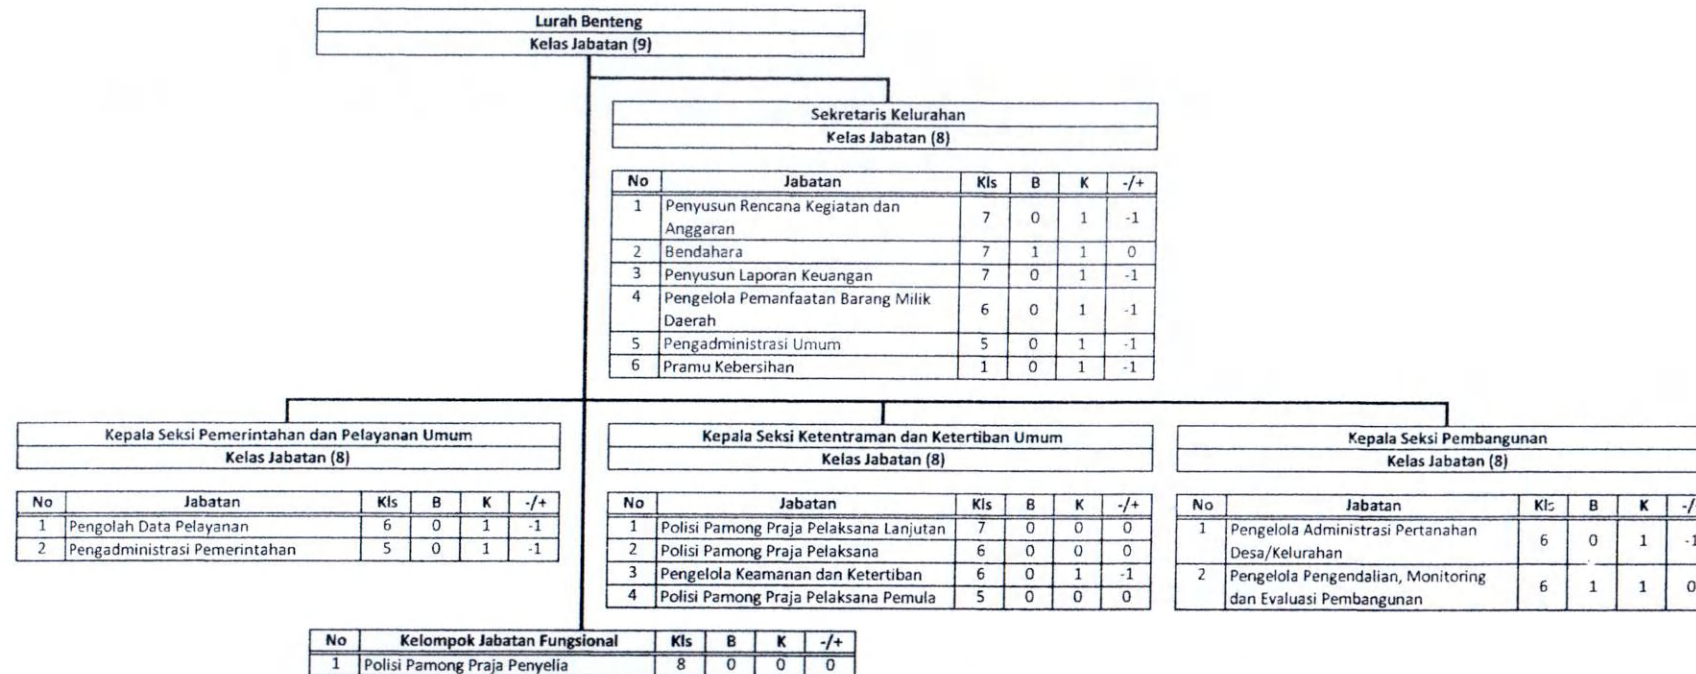 Lurah Benteng
Kelas Jabatan (9)
Sekretaris Kelurahan
Kelas Jabatan (8)
No Jabatan Kls B K -/+
1 Penyusun Rencana Kegiatan dan
Anggaran 7 0 1 -1
2 Bendahara 7 1 1 0
3 Penyusun Laporan Keuangan 7 0 1 -1
4 Pengelola Pemanfaatan Barang Milik
Daerah 6 0 1 -1
5 Pengadministrasi Umum 5 0 1 -1
6 Pramu Kebersihan 1 0 1 -1
Kepala Seksi Pemerintahan dan Pelayanan Umum
Kelas Jabatan (8)
No Jabatan Kls B K -/+
1 Pengolah Data Pelayanan 6 0 1 -1
2 Pengadministrasi Pemerintahan 5 0 1 -1
Kepala Seksi Ketentraman dan Ketertiban Umum
Kelas Jabatan (8)
No Jabatan Kls B K -/+
1 Polisi Pamong Praja Pelaksana Lanjutan 7 0 0 0
2 Polisi Pamong Praja Pelaksana 6 0 0 0
3 Pengelola Keamanan dan Ketertiban 6 0 1 -1
4 Polisi Pamong Praja Pelaksana Pemula 5 0 0 0
Kepala Seksi Pembangunan
Kelas Jabatan (8)
No Jabatan Kls B K -/
1 Pengelola Administrasi Pertanahan
Desa/Kelurahan 6 0 1 -1
2 Pengelola Pengendalian, Monitoring
dan Evaluasi Pembangunan 6 1 1 0
No Kelompok Jabatan Fungsional Kls B K -/+
1 Polisi Pamong Praja Penyelia 8 0 0 0